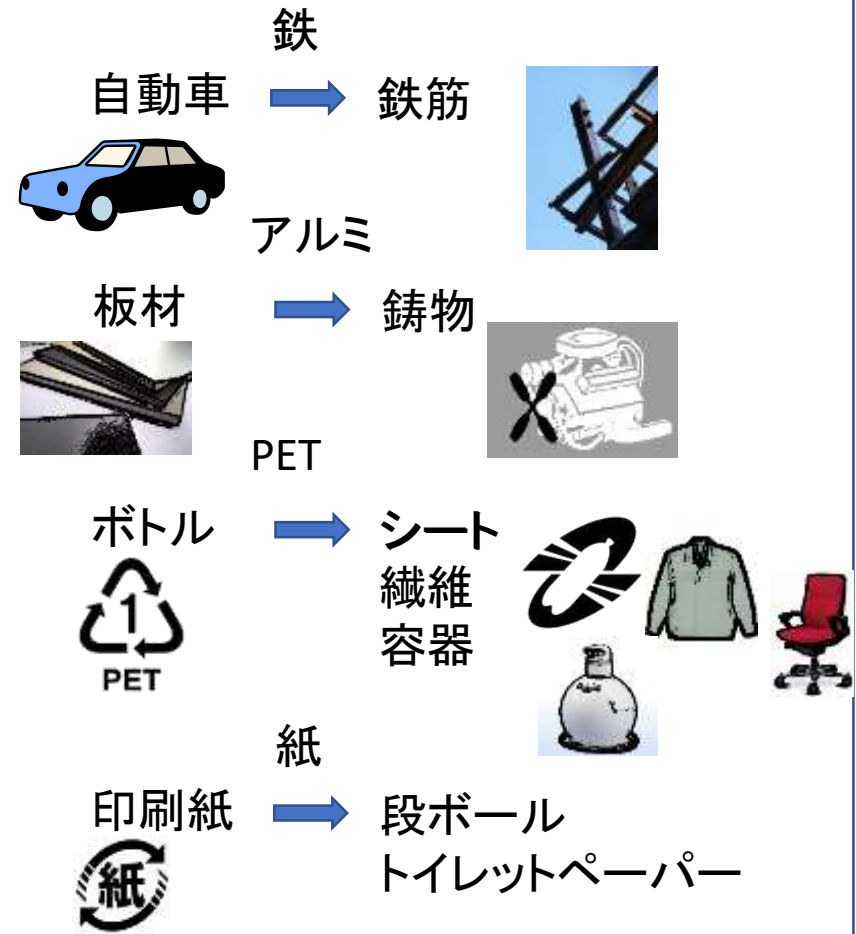 鉄
自動車
鉄筋
アルミ
板材
鋳物
PET
ボトル
シート
繊維
容器
1
PET
紙
印刷紙
段ボール
トイレットペーパー
紙